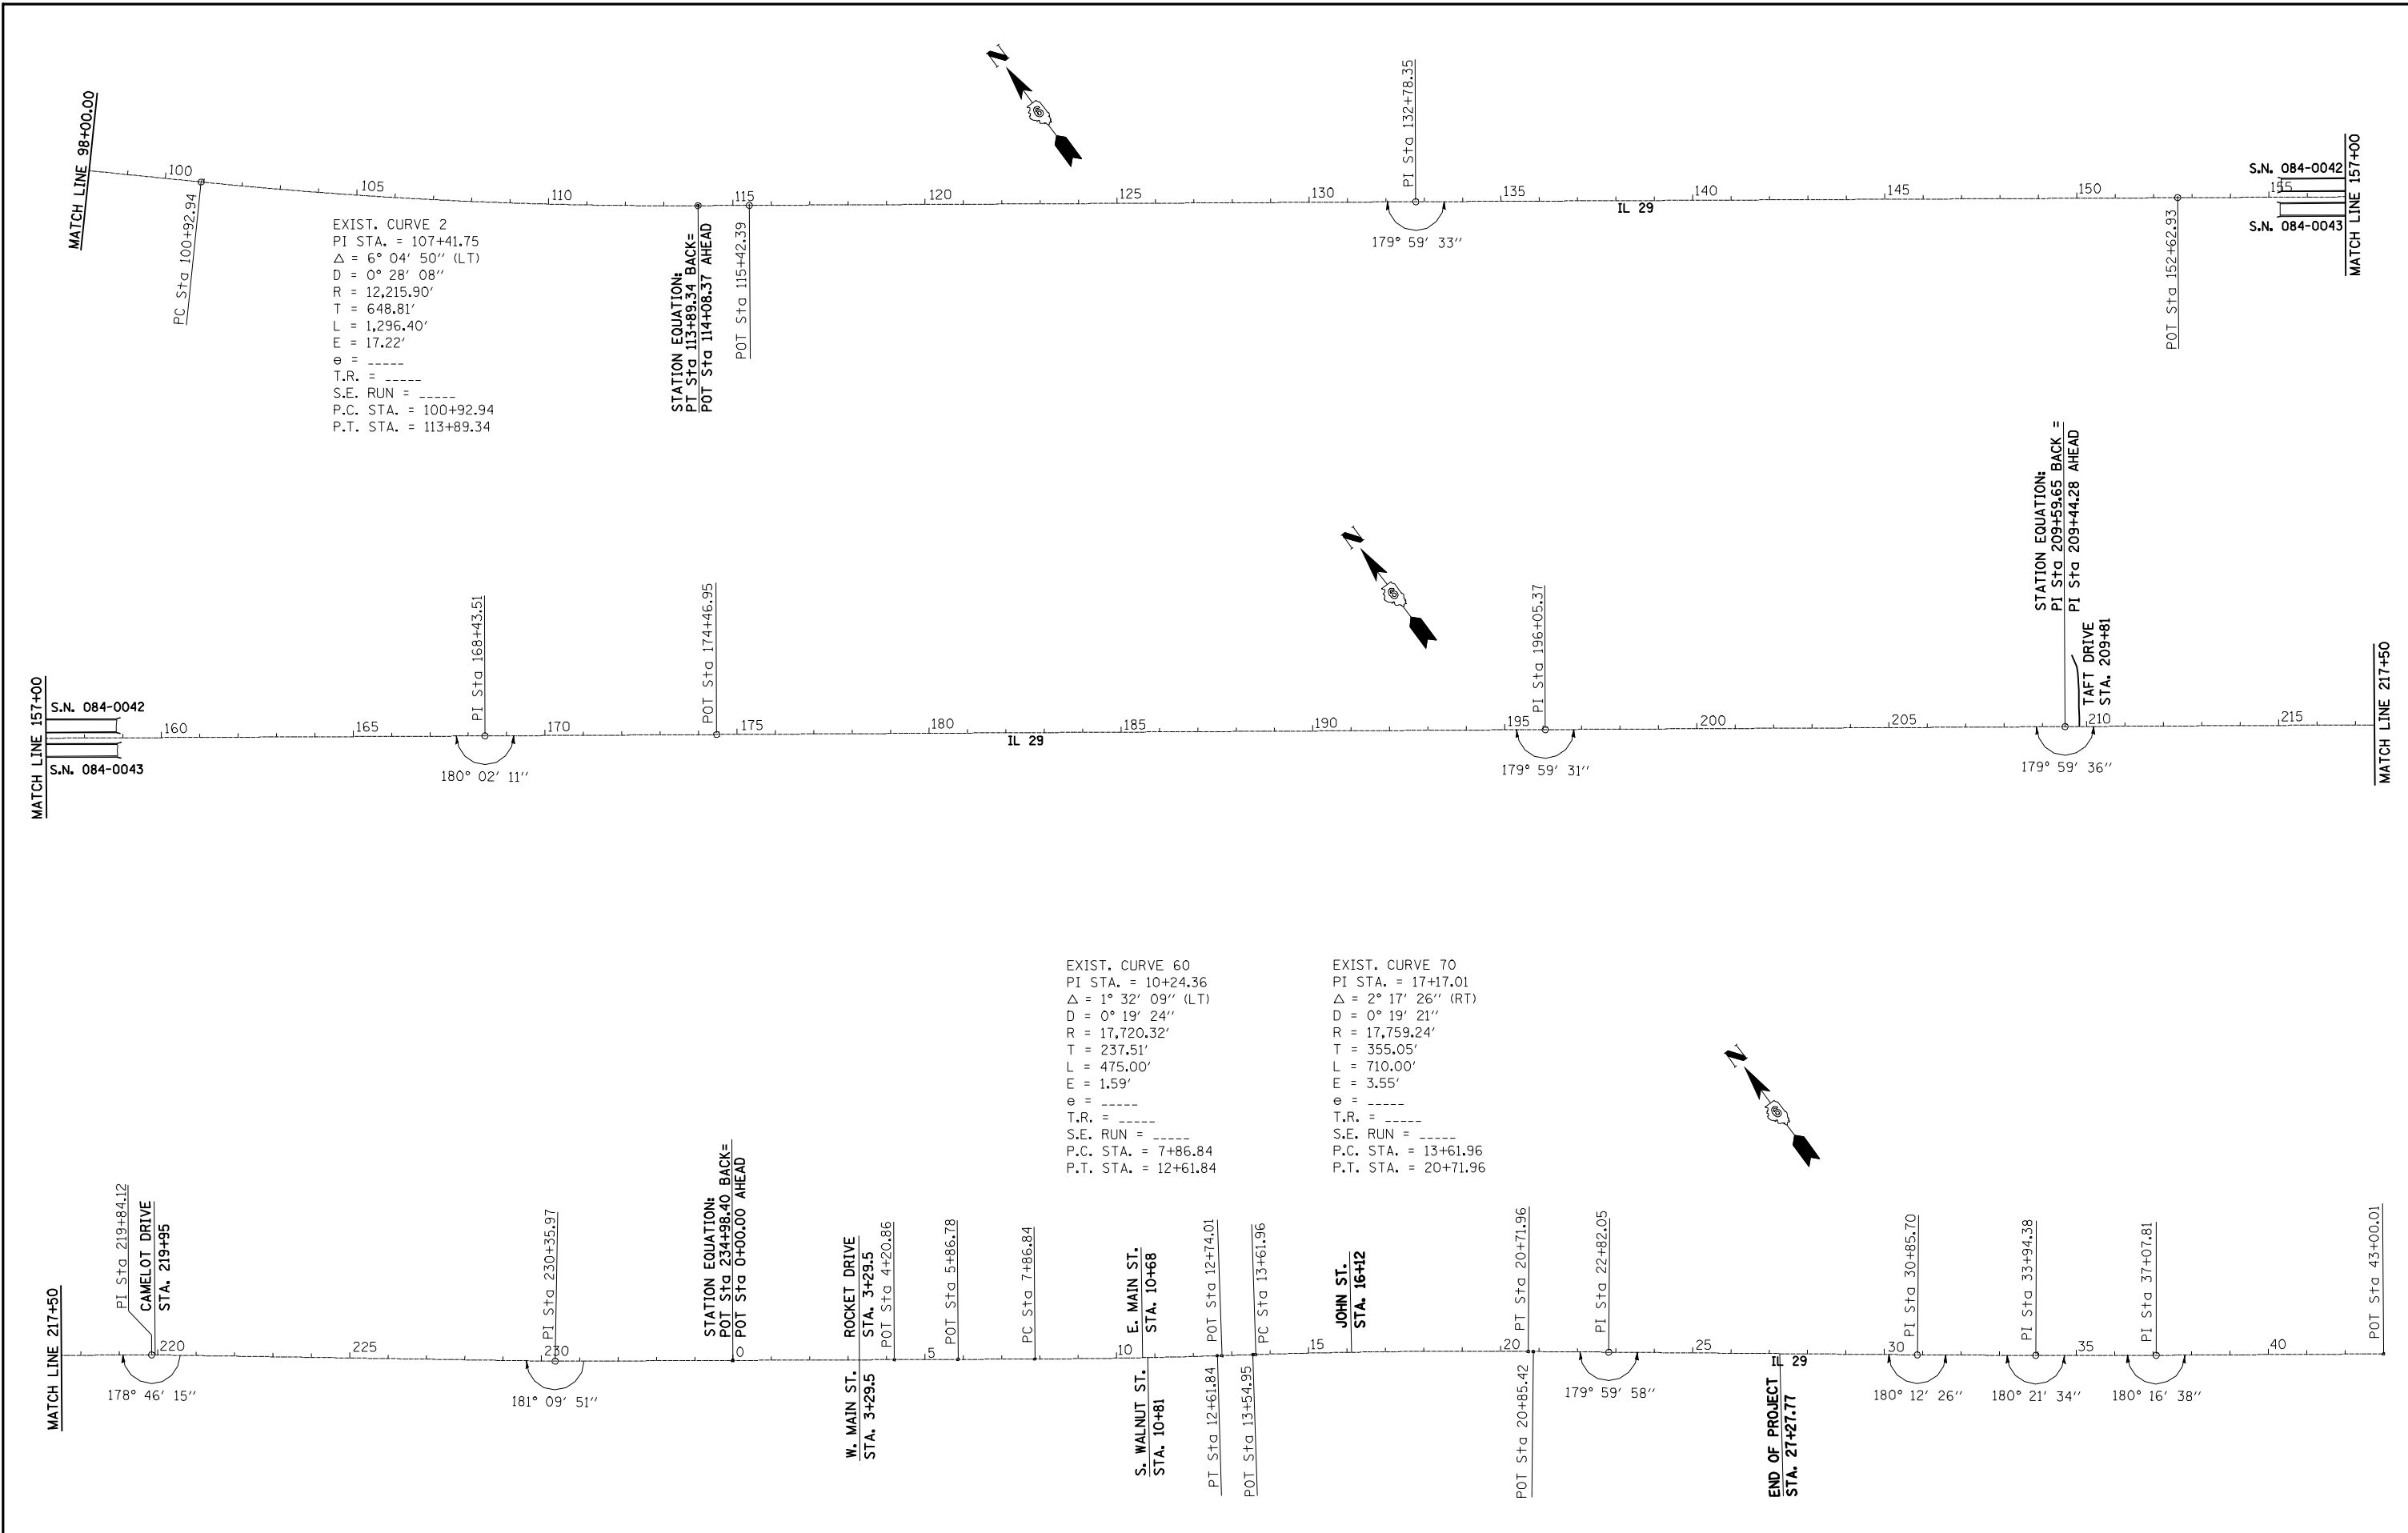 MATCH LINE 98+00.00
100
PC Sta 100+92.94
105
110
115
120
125
130
135
140
145
150
155
EXIST. CURVE 2
PI STA. = 107+41.75
Δ = 6° 04' 50'' (LT)
D = 0° 28' 08''
R = 12,215.90'
T = 648.81'
L = 1,296.40'
E = 17.22'
e = _____
T.R. = _____
S.E. RUN = _____
P.C. STA. = 100+92.94
P.T. STA. = 113+89.34
STATION EQUATION:
PT Sta 113+89.34 BACK=
POT Sta 114+08.37 AHEAD
POT Sta 115+42.39
N
PI Sta 132+78.35
179° 59' 33''
IL 29
POT Sta 152+62.93
S.N. 084-0042
S.N. 084-0043
MATCH LINE 157+00
MATCH LINE 157+00
S.N. 084-0042
S.N. 084-0043
160
165
PI Sta 168+43.51
180° 02' 11''
170
POT Sta 174+46.95
175
180
IL 29
185
190
N
195
PI Sta 196+05.37
179° 59' 31''
200
205
STATION EQUATION:
PI Sta 209+59.65 BACK =
PI Sta 209+44.28 AHEAD
179° 59' 36''
TAFT DRIVE
STA. 209+81
210
215
MATCH LINE 217+50
EXIST. CURVE 60
PI STA. = 10+24.36
Δ = 1° 32' 09'' (LT)
D = 0° 19' 24''
R = 17,720.32'
T = 237.51'
L = 475.00'
E = 1.59'
e = _____
T.R. = _____
S.E. RUN = _____
P.C. STA. = 7+86.84
P.T. STA. = 12+61.84
EXIST. CURVE 70
PI STA. = 17+17.01
Δ = 2° 17' 26'' (RT)
D = 0° 19' 21''
R = 17,759.24'
T = 355.05'
L = 710.00'
E = 3.55'
e = _____
T.R. = _____
S.E. RUN = _____
P.C. STA. = 13+61.96
P.T. STA. = 20+71.96
N
MATCH LINE 217+50
PI Sta 219+84.12
CAMELOT DRIVE
STA. 219+95
220
178° 46' 15''
225
PI Sta 230+35.97
230
181° 09' 51''
STATION EQUATION:
POT Sta 234+98.40 BACK=
POT Sta 0+00.00 AHEAD
0
ROCKET DRIVE
STA. 3+29.5
W. MAIN ST.
STA. 3+29.5
POT Sta 4+20.86
5
POT Sta 5+86.78
PC Sta 7+86.84
10
E. MAIN ST.
STA. 10+68
S. WALNUT ST.
STA. 10+81
POT Sta 12+74.01
PT Sta 12+61.84
PC Sta 13+61.96
POT Sta 13+54.95
15
JOHN ST.
STA. 16+12
20
PT Sta 20+71.96
POT Sta 20+85.42
PI Sta 22+82.05
179° 59' 58''
25
IL 29
END OF PROJECT
STA. 27+27.77
30
PI Sta 30+85.70
180° 12' 26''
PI Sta 33+94.38
180° 21' 34''
35
PI Sta 37+07.81
180° 16' 38''
40
POT Sta 43+00.01